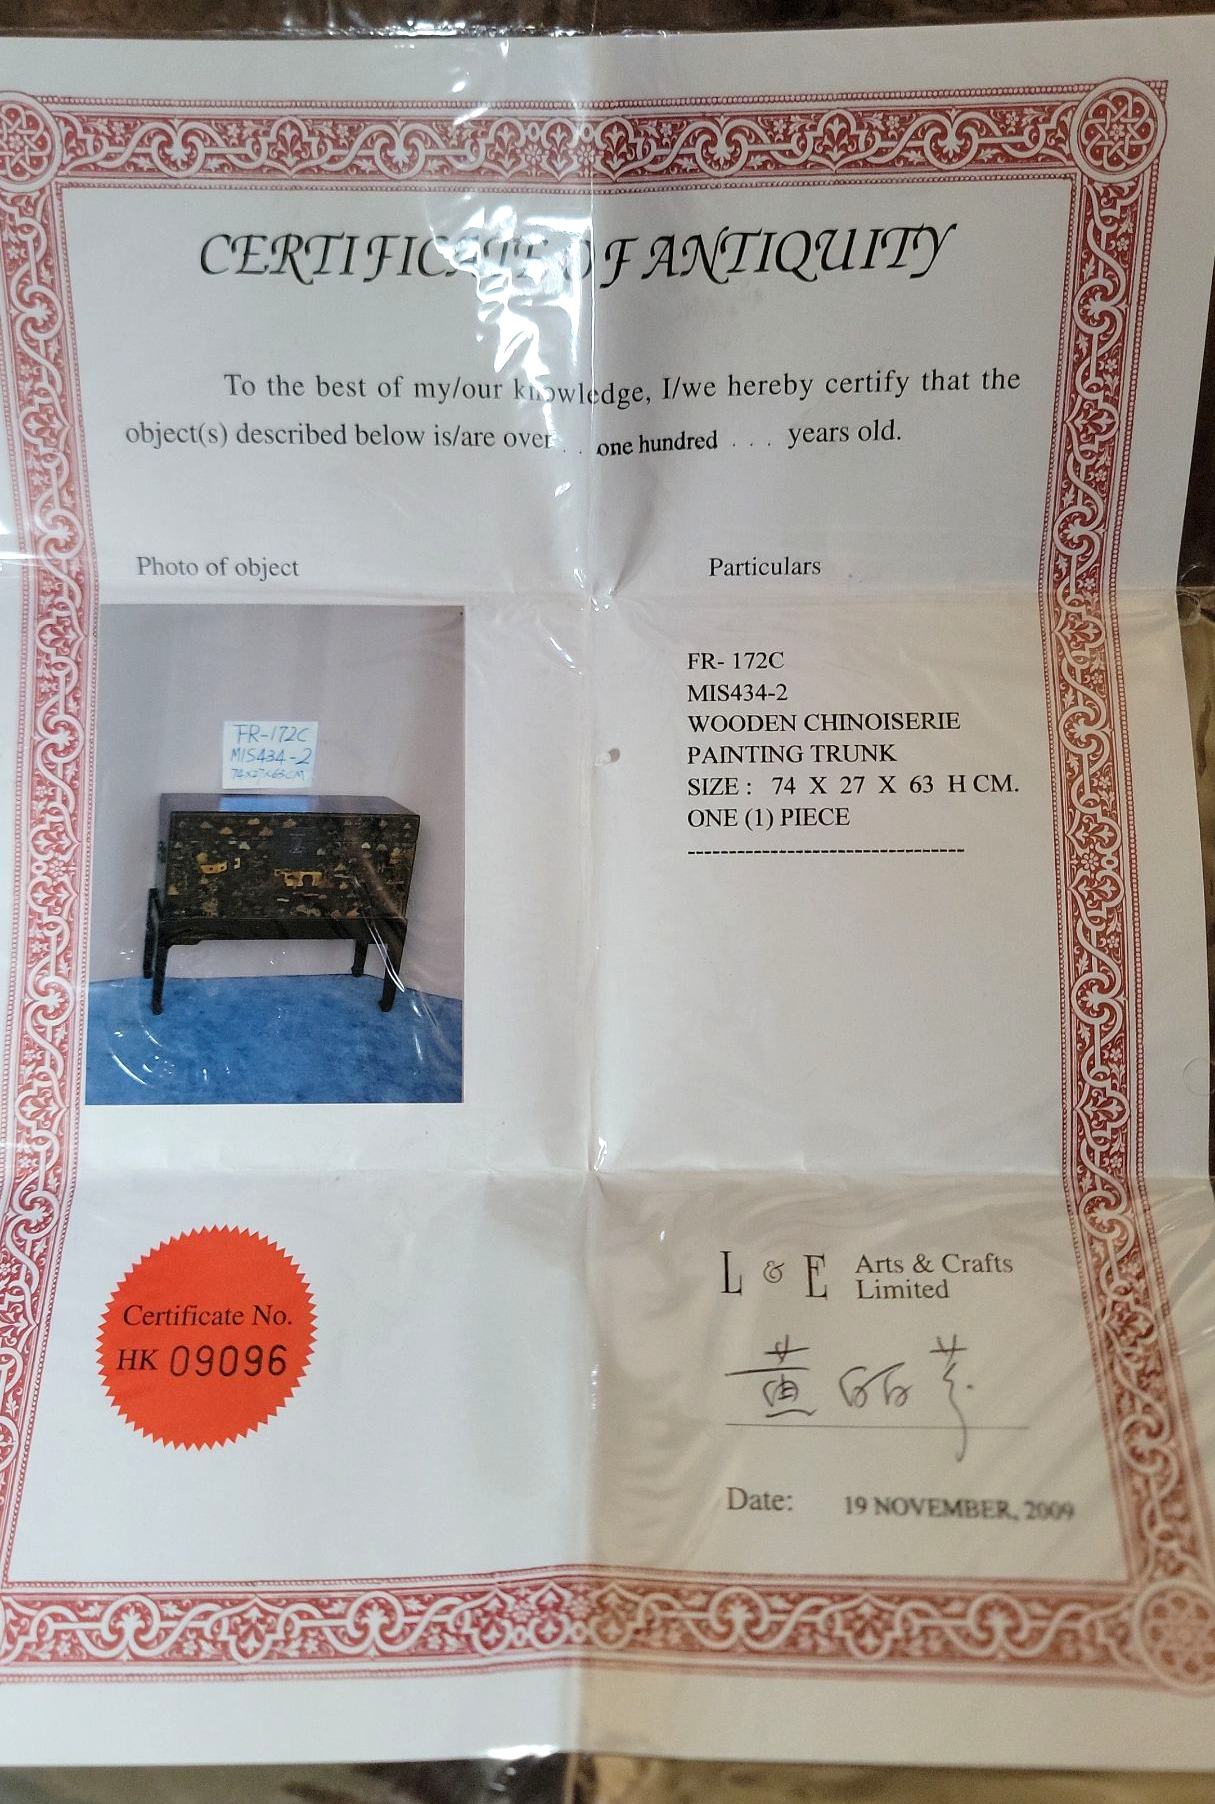 CERTIFICATE OF ANTIQUITY
To the best of my/our knowledge, I/we hereby certify that the
object(s) described below is/are over . . one hundred . . . years old.
Photo of object
Particulars
FR-172C
MIS434-2
74x27x63CM
FR- 172C
MIS434-2
WOODEN CHINOISERIE
PAINTING TRUNK
SIZE : 74 X 27 X 63 H CM.
ONE (1) PIECE
--------------------------------
Certificate No.
HK 09096
L & E Arts & Crafts
Limited
Date: 19 NOVEMBER, 2009